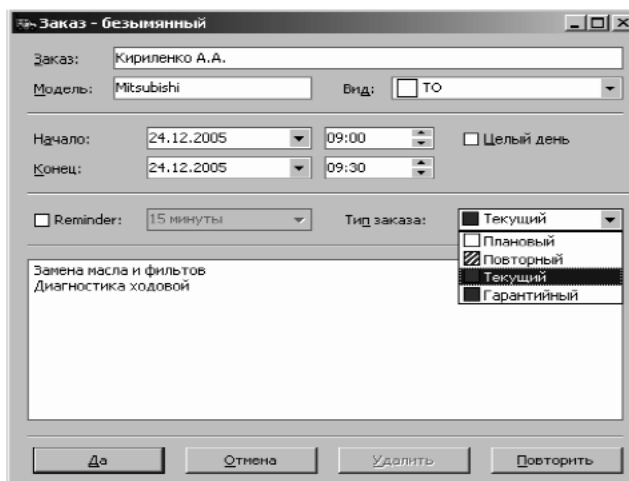 Заказ - безымянный
Заказ: Кириленко А.А.
Модель: Mitsubishi Вид: ТО
Начало: 24.12.2005 09:00 Целый день
Конец: 24.12.2005 09:30
Reminder: 15 минуты Тип заказа: Текущий
Плановый
Повторный
Текущий
Гарантийный
Замена масла и фильтов
Диагностика ходовой
Да Отмена Удалить Повторить